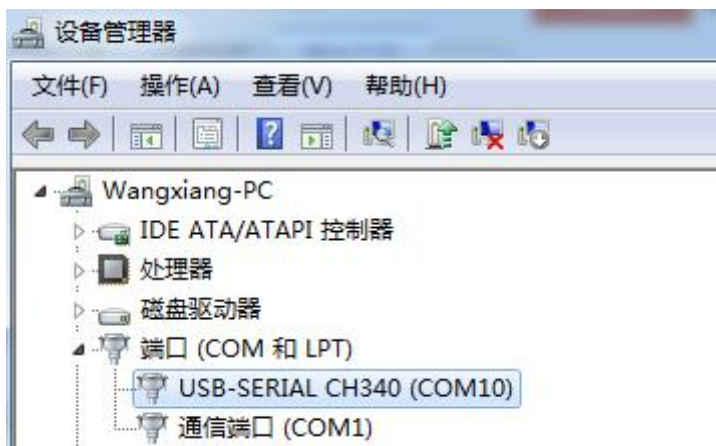 设备管理器
文件(F) 操作(A) 查看(V) 帮助(H)
Wangxiang-PC
IDE ATA/ATAPI 控制器
处理器
磁盘驱动器
端口 (COM 和 LPT)
USB-SERIAL CH340 (COM10)
通信端口 (COM1)